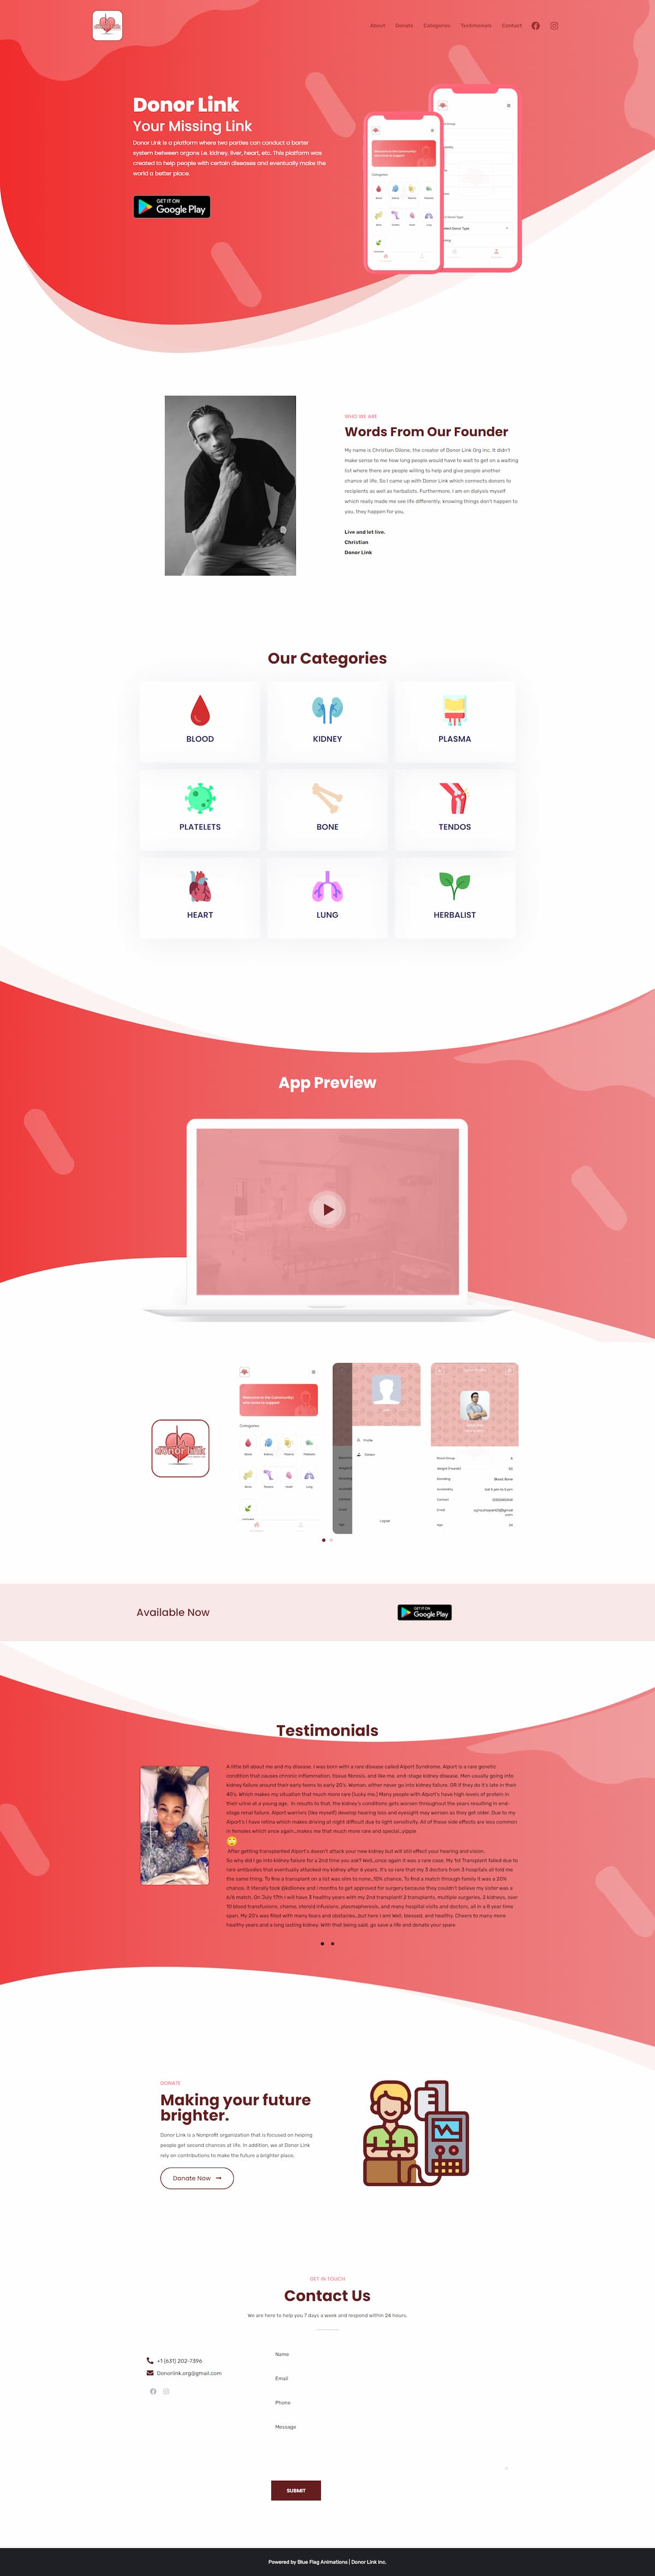 About Donate Categories Testimonials Contact
Donor Link
Your Missing Link
Donor Link is a platform where two parties can conduct a barter
system between organs i.e. kidney, liver, heart, etc. This platform was
created to help people with certain diseases and eventually make the
world a better place.
GET IT ON
Google Play
WHO WE ARE
Words From Our Founder
My name is Christian Dilone, the creator of Donor Link Org Inc. It didn't
make sense to me how long people would have to wait to get on a waiting
list where there are people willing to help and give people another
chance at life. So I came up with Donor Link which connects donors to
recipients as well as herbalists. Furthermore, I am on dialysis myself
which really made me see life differently, knowing things don't happen to
you, they happen for you.
Live and let live.
Christian
Donor Link
Our Categories
BLOOD KIDNEY PLASMA
PLATELETS BONE TENDOS
HEART LUNG HERBALIST
App Preview
donor link
Categories
Profile
Donors
Logout
Blood Group A
Donating Blood, Bone
Availability
Contact
Email
Age
Available Now
GET IT ON
Google Play
Testimonials
A little bit about me and my disease, I was born with a rare disease called Alport Syndrome. Alport is a rare genetic
condition that causes chronic inflammation, tissue fibrosis, and like me, end-stage kidney disease. Men usually going into
kidney failure around their early teens to early 20's. Women, either never go into kidney failure, OR if they do it's late in their
40's. Which makes my situation that much more rare (lucky me.) Many people with Alport's have high levels of protein in
their urine at a young age. In results to that, the kidney's conditions gets worsen throughout the years resulting in end-
stage renal failure. Alport warriors (like myself) develop hearing loss and eyesight may worsen as they get older. Due to my
Alport's I have retina which makes driving at night difficult due to light sensitivity. All of these side effects are less common
in females which once again...makes me that much more rare and special...yippie
🙄
After getting transplanted Alport's doesn't attack your new kidney but will still effect your hearing and vision.
So why did I go into kidney failure for a 2nd time you ask? Well...once again it was a rare case. My 1st Transplant failed due to
rare antibodies that eventually attacked my kidney after 6 years. It's so rare that my 3 doctors from 3 hospitals all told me
the same thing. To fine a transplant on a list was slim to none...10% chance. To find a match through family it was a 20%
chance. It literally took @kdlonex and I months to get approved for surgery because they couldn't believe my sister was a
6/6 match. On July 17th I will have 3 healthy years with my 2nd transplant! 2 transplants, multiple surgeries, 2 kidneys, over
10 blood transfusions, chemo, steroid infusions, plasmapheresis, and many hospital visits and doctors, all in a 8 year time
span. My 20's was filled with many tears and obstacles...but here I am! Well, blessed, and healthy. Cheers to many more
healthy years and a long lasting kidney. With that being said, go save a life and donate your spare
DONATE
Making your future
brighter.
Donor Link is a Nonprofit organization that is focused on helping
people get second chances at life. In addition, we at Donor Link
rely on contributions to make the future a brighter place.
Donate Now
GET IN TOUCH
Contact Us
We are here to help you 7 days a week and respond within 24 hours.
+1 (631) 202-7396
Donorlink.org@gmail.com
Name
Email
Phone
Message
SUBMIT
Powered by Blue Flag Animations | Donor Link Inc.